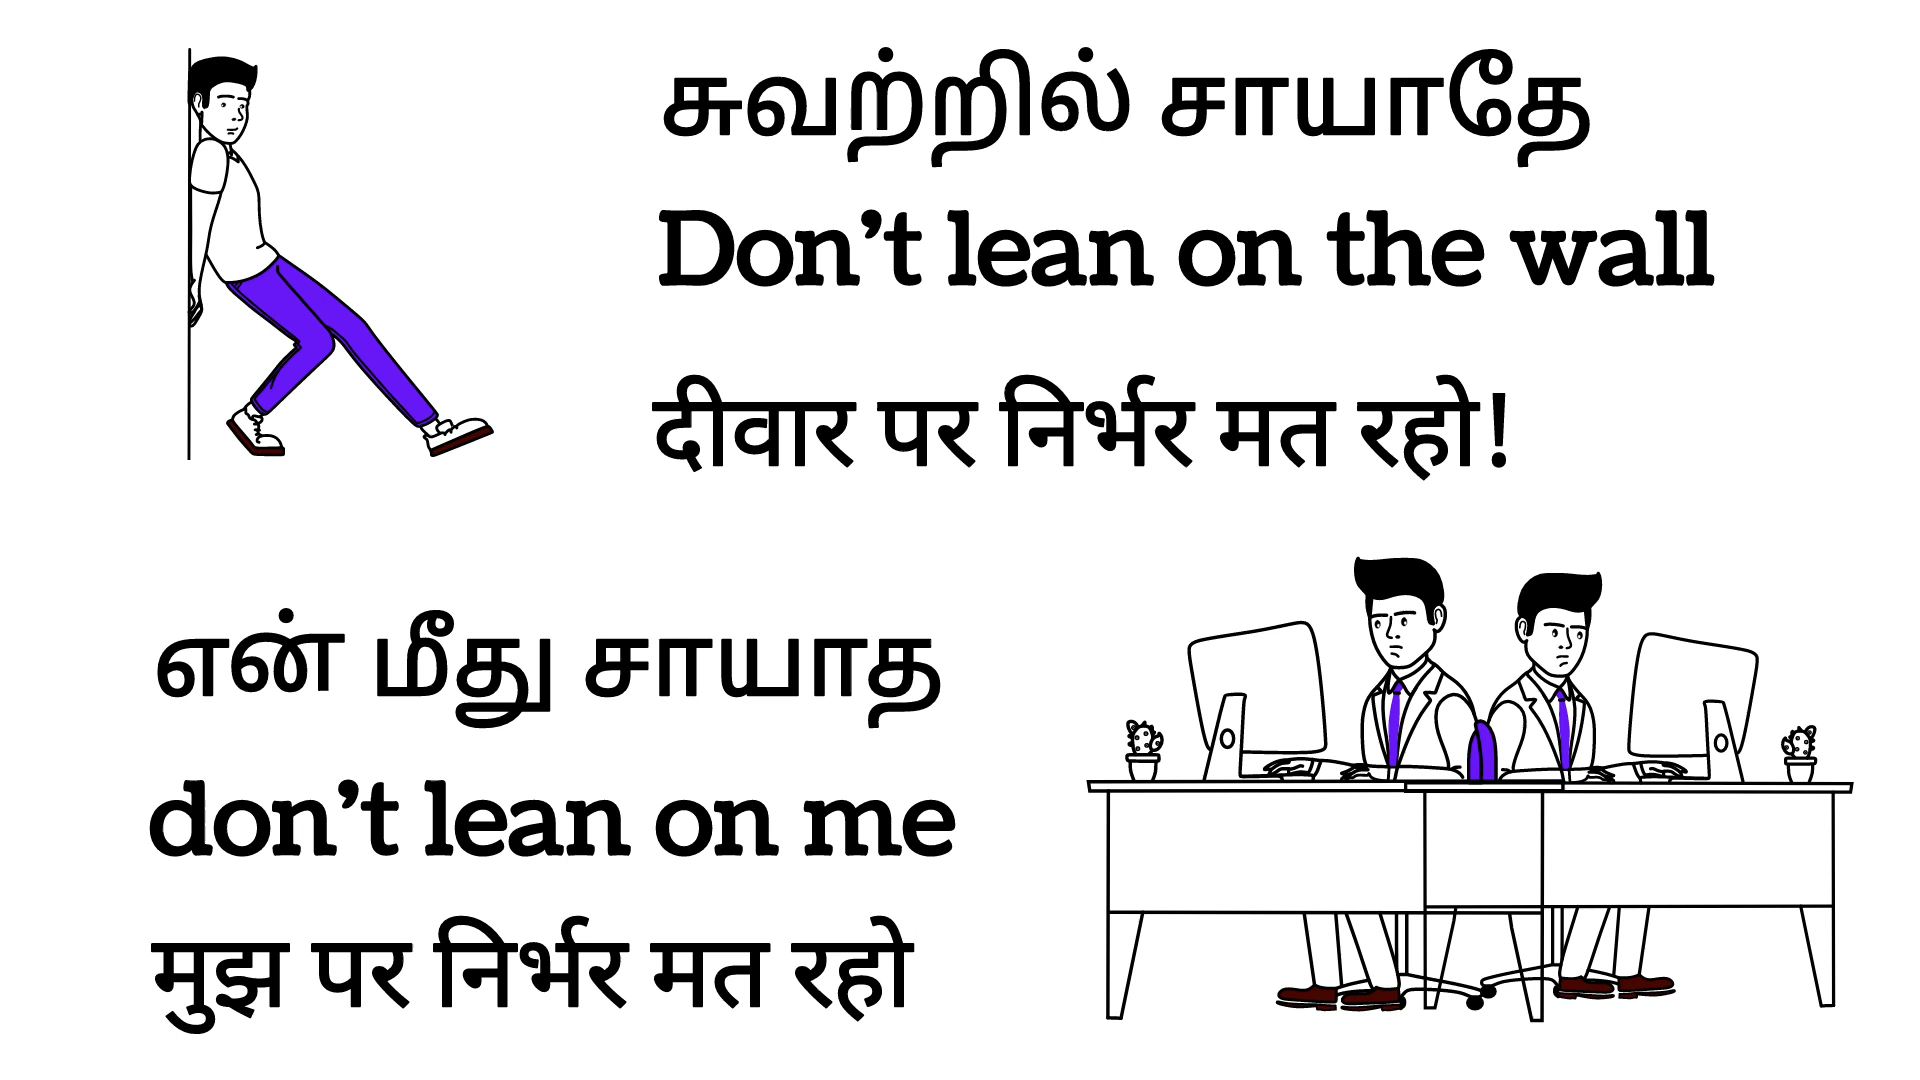 சுவற்றில் சாயாதே
Don't lean on the wall
दीवार पर निर्भर मत रहो!
என் மீது சாயாத
don't lean on me
मुझ पर निर्भर मत रहो